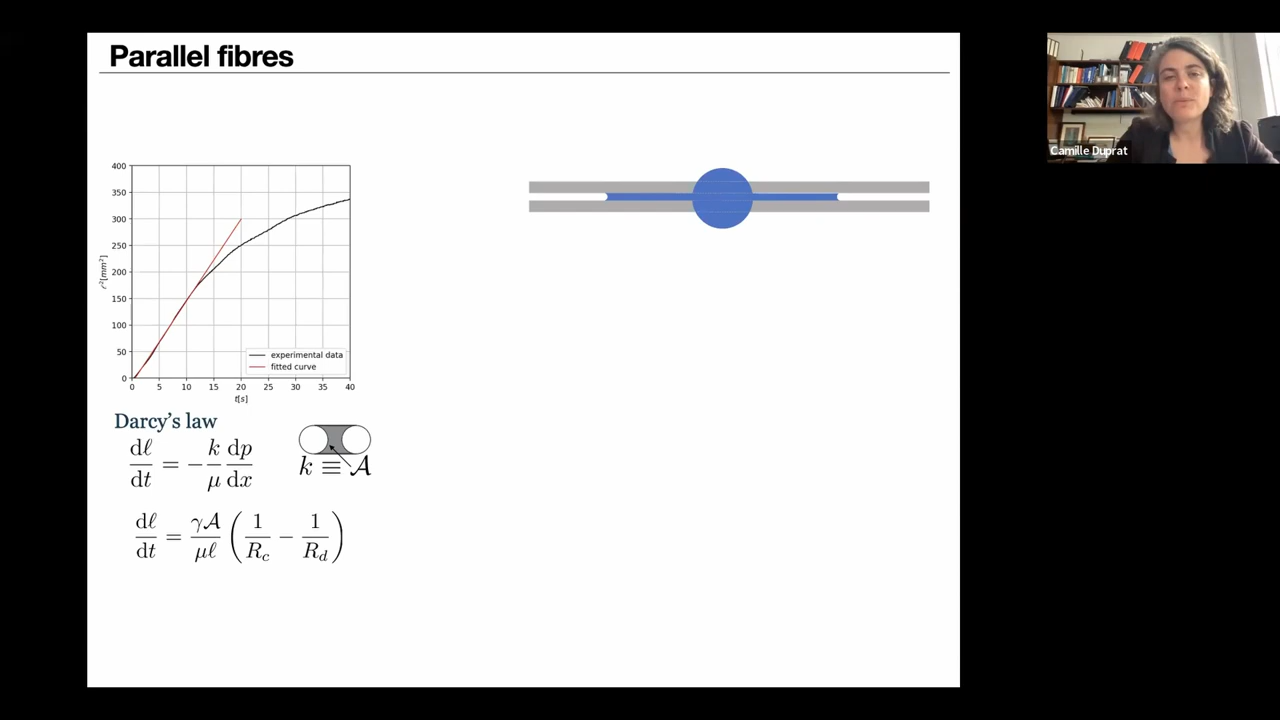 Parallel fibres
Camille Duprat
400
350
300
250
200
150
100
50
0
r²[mm²]
0 5 10 15 20 25 30 35 40
t[s]
experimental data
fitted curve
Darcy's law
dℓ/dt = − k/μ dp/dx
k ≡ 𝒜
dℓ/dt = γ𝒜/μℓ (1/R_c − 1/R_d)